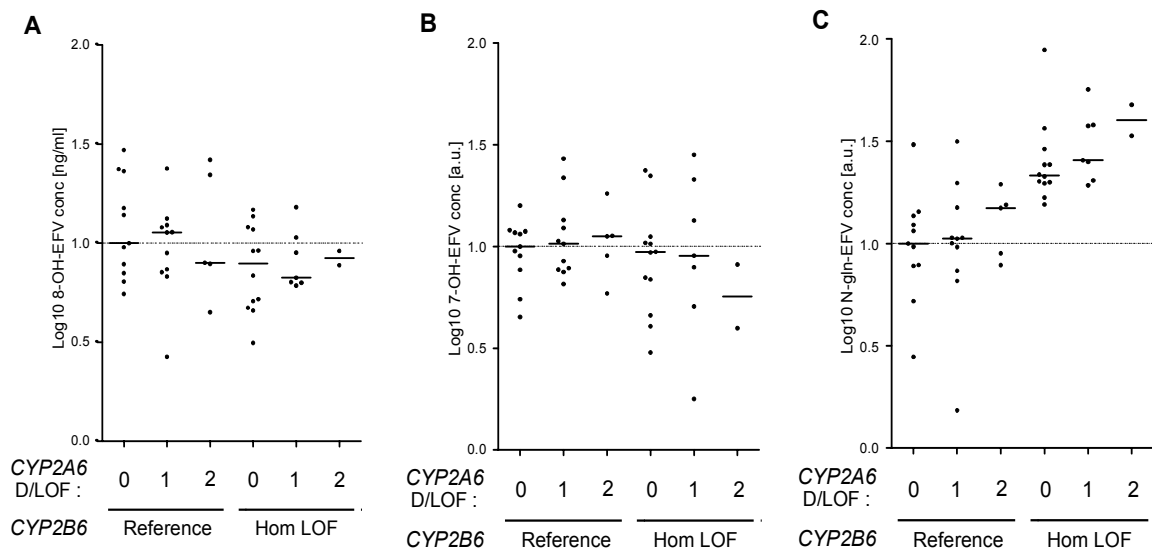 A
Log10 8-OH-EFV conc [ng/ml]
2.0
1.5
1.0
0.5
0.0
CYP2A6
D/LOF :
0 1 2 0 1 2
CYP2B6
Reference Hom LOF
B
Log10 7-OH-EFV conc [a.u.]
2.0
1.5
1.0
0.5
0.0
CYP2A6
D/LOF :
0 1 2 0 1 2
CYP2B6
Reference Hom LOF
C
Log10 N-gln-EFV conc [a.u.]
2.0
1.5
1.0
0.5
0.0
CYP2A6
D/LOF :
0 1 2 0 1 2
CYP2B6
Reference Hom LOF